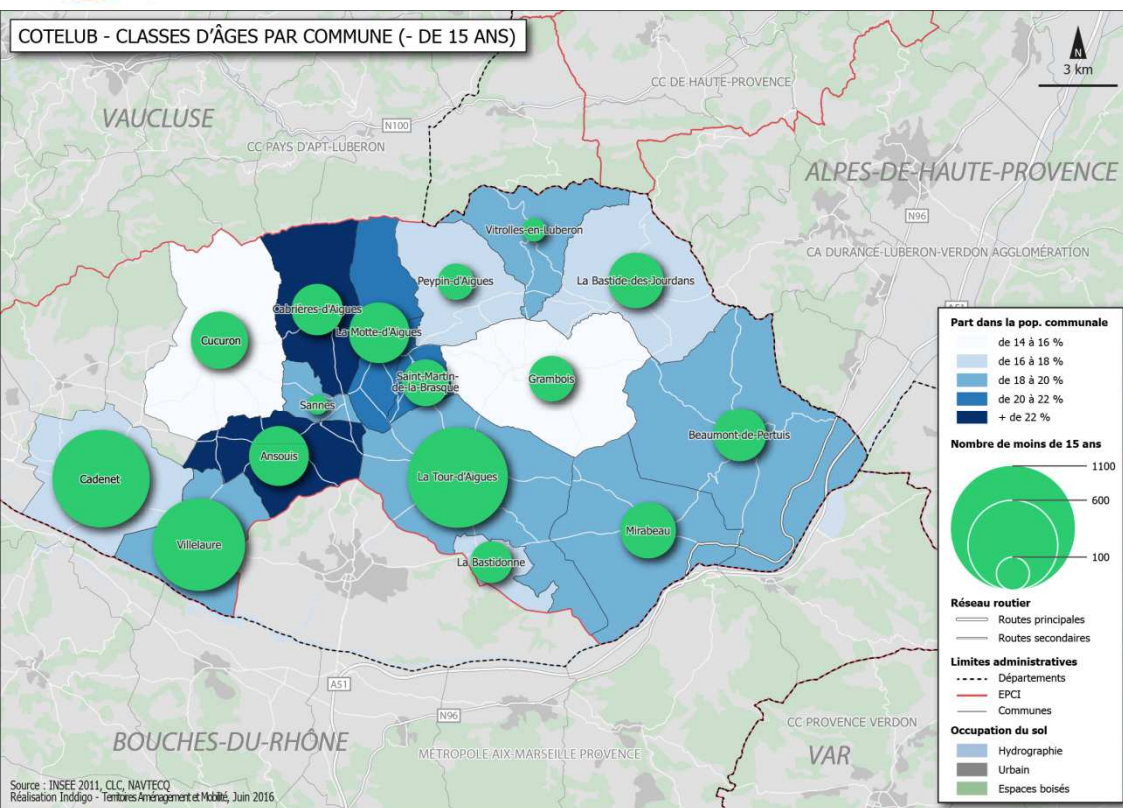 COTELUB - CLASSES D'ÂGES PAR COMMUNE (- DE 15 ANS)
N
3 km
CC DE HAUTE-PROVENCE
VAUCLUSE
N100
CC PAYS D'APT-LUBERON
ALPES-DE-HAUTE-PROVENCE
N96
CA DURANCE-LUBERON-VERDON AGGLOMÉRATION
A51
Vitrolles-en-Luberon
Peypin-d'Aigues
La Bastide-des-Jourdans
Cabrières-d'Aigues
La Motte-d'Aigues
Cucuron
Saint-Martin-
de-la-Brasque
Grambois
Sannes
Beaumont-de-Pertuis
Ansouis
Cadenet
La Tour-d'Aigues
Mirabeau
Villelaure
La Bastidonne
Part dans la pop. communale
de 14 à 16 %
de 16 à 18 %
de 18 à 20 %
de 20 à 22 %
+ de 22 %
Nombre de moins de 15 ans
1100
600
100
Réseau routier
Routes principales
Routes secondaires
Limites administratives
Départements
EPCI
Communes
Occupation du sol
Hydrographie
Urbain
Espaces boisés
A51
N96
BOUCHES-DU-RHÔNE
MÉTROPOLE AIX-MARSEILLE PROVENCE
CC PROVENCE VERDON
VAR
Source : INSEE 2011, CLC, NAVTECQ
Réalisation Inddigo - Territoires Aménagement et Mobilité, Juin 2016